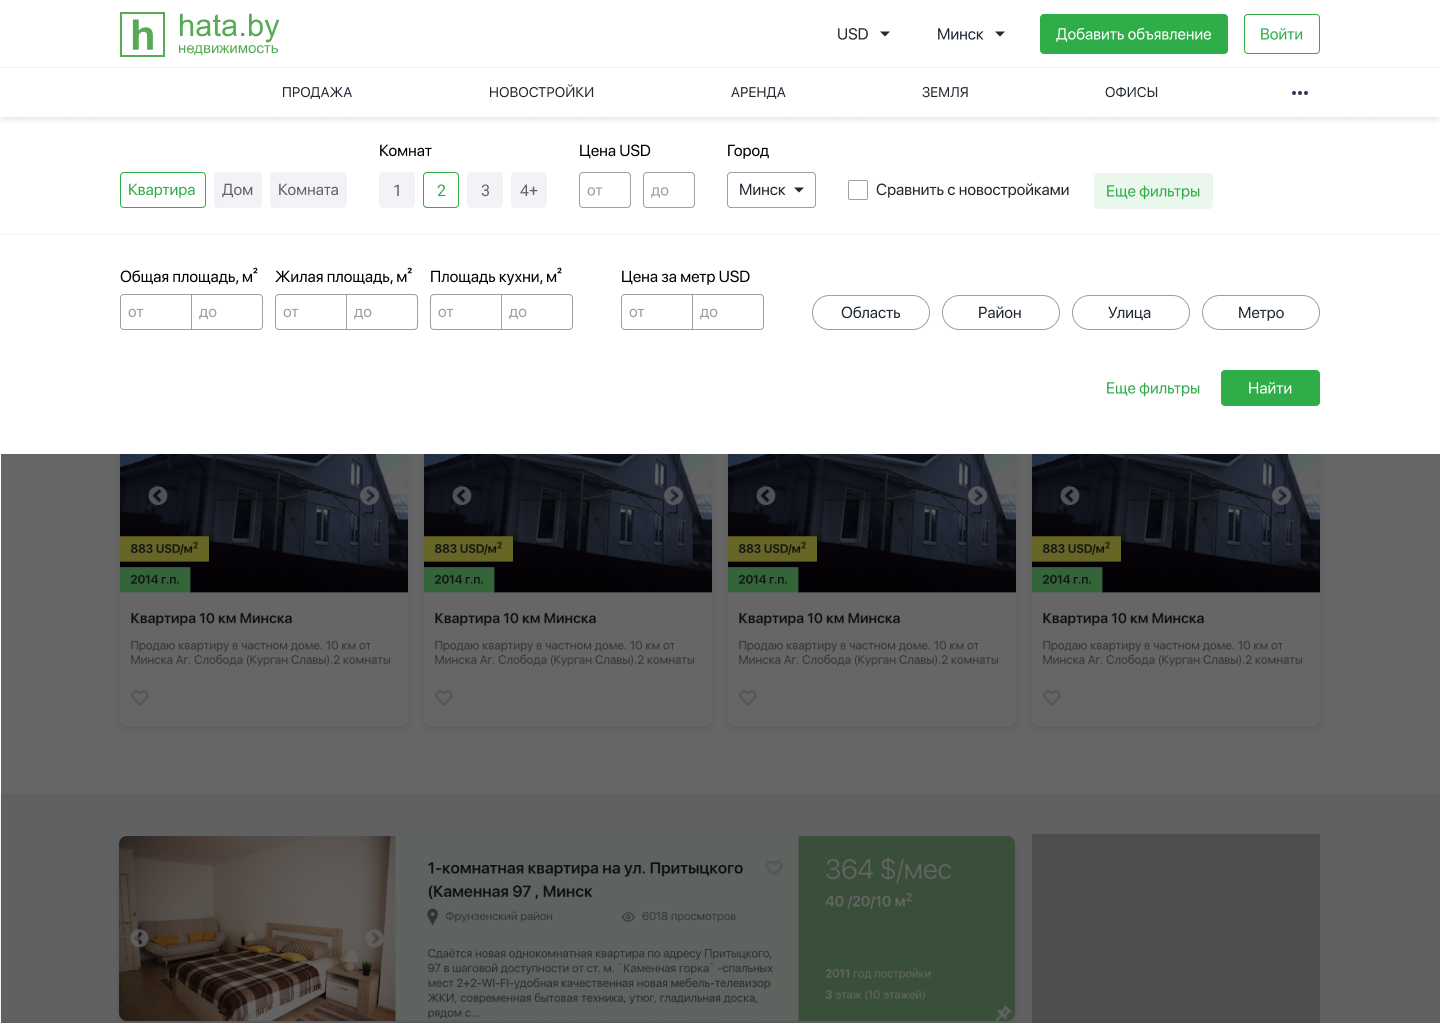 h hata.by
недвижимость
USD Минск Добавить объявление Войти
ПРОДАЖА НОВОСТРОЙКИ АРЕНДА ЗЕМЛЯ ОФИСЫ •••
Комнат Цена USD Город
Квартира Дом Комната 1 2 3 4+ от до Минск Сравнить с новостройками Еще фильтры
Общая площадь, м² Жилая площадь, м² Площадь кухни, м² Цена за метр USD
от до от до от до от до Область Район Улица Метро
Еще фильтры Найти
883 USD/м² 883 USD/м² 883 USD/м² 883 USD/м²
2014 г.п. 2014 г.п. 2014 г.п. 2014 г.п.
Квартира 10 км Минска Квартира 10 км Минска Квартира 10 км Минска Квартира 10 км Минска
Продаю квартиру в частном доме. 10 км от Продаю квартиру в частном доме. 10 км от Продаю квартиру в частном доме. 10 км от Продаю квартиру в частном доме. 10 км от
Минска Аг. Слобода (Курган Славы).2 комнаты Минска Аг. Слобода (Курган Славы).2 комнаты Минска Аг. Слобода (Курган Славы).2 комнаты Минска Аг. Слобода (Курган Славы).2 комнаты
1-комнатная квартира на ул. Притыцкого
(Каменная 97 , Минск
Фрунзенский район 6018 просмотров
Сдаётся новая однокомнатная квартира по адресу Притыцкого,
97 в шаговой доступности от ст. м. `Каменная горка` -спальных
мест 2+2-WI-FI-удобная качественная новая мебель-телевизор
ЖКИ, современная бытовая техника, утюг, гладильная доска,
рядом с...
364 $/мес
40 /20/10 м²
2011 год постройки
3 этаж (10 этажей)